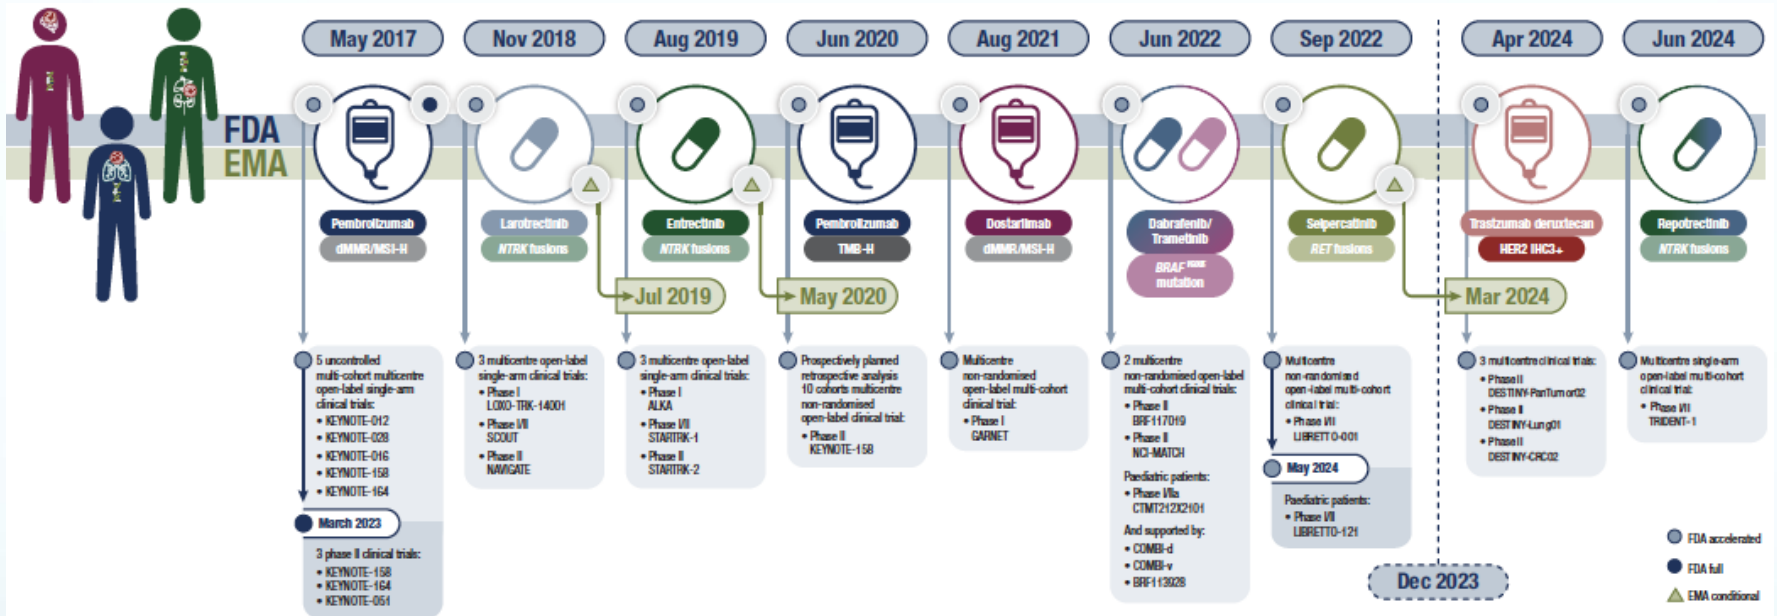 May 2017
Nov 2018
Aug 2019
Jun 2020
Aug 2021
Jun 2022
Sep 2022
Apr 2024
Jun 2024
FDA
EMA
Pembrolizumab
dMMR/MSI-H
Larotrectinib
NTRK fusions
Entrectinib
NTRK fusions
Pembrolizumab
TMB-H
Dostarlimab
dMMR/MSI-H
Dabrafenib/
Trametinib
BRAF
mutation
Selpercatinib
RET fusions
Trastzumab deruxtecan
HER2 IHC3+
Repotrectinib
NTRK fusions
Jul 2019
May 2020
Mar 2024
5 uncontrolled
multi-cohort multicentre
open-label single-arm
clinical trials:
• KEYNOTE-012
• KEYNOTE-028
• KEYNOTE-016
• KEYNOTE-158
• KEYNOTE-164
March 2023
3 phase II clinical trials:
• KEYNOTE-158
• KEYNOTE-164
• KEYNOTE-051
3 multicentre open-label
single-arm clinical trials:
• Phase I
LOXO-TRK-14001
• Phase I/II
SCOUT
• Phase II
NAVIGATE
3 multicentre open-label
single-arm clinical trials:
• Phase I
ALKA
• Phase I/II
STARTRK-1
• Phase II
STARTRK-2
Prospectively planned
retrospective analysis
10 cohorts multicentre
non-randomised
open-label clinical trial:
• Phase II
KEYNOTE-158
Multicentre
non-randomised
open-label multi-cohort
clinical trial:
• Phase I
GARNET
2 multicentre
non-randomised open-label
multi-cohort clinical trials:
• Phase II
BRF117019
• Phase II
NCI-MATCH
Paediatric patients:
• Phase I/IIa
CTMT212X2101
And supported by:
• COMBI-d
• COMBI-v
• BRF113928
Multicentre
non-randomised
open-label multi-cohort
clinical trial:
• Phase I/II
LIBRETTO-001
May 2024
Paediatric patients:
• Phase I/II
LIBRETTO-121
3 multicentre clinical trials:
• Phase II
DESTINY-PanTumor02
• Phase II
DESTINY-Lung01
• Phase II
DESTINY-CRC02
Multicentre single-arm
open-label multi-cohort
clinical trial:
• Phase I/II
TRIDENT-1
Dec 2023
FDA accelerated
FDA full
EMA conditional